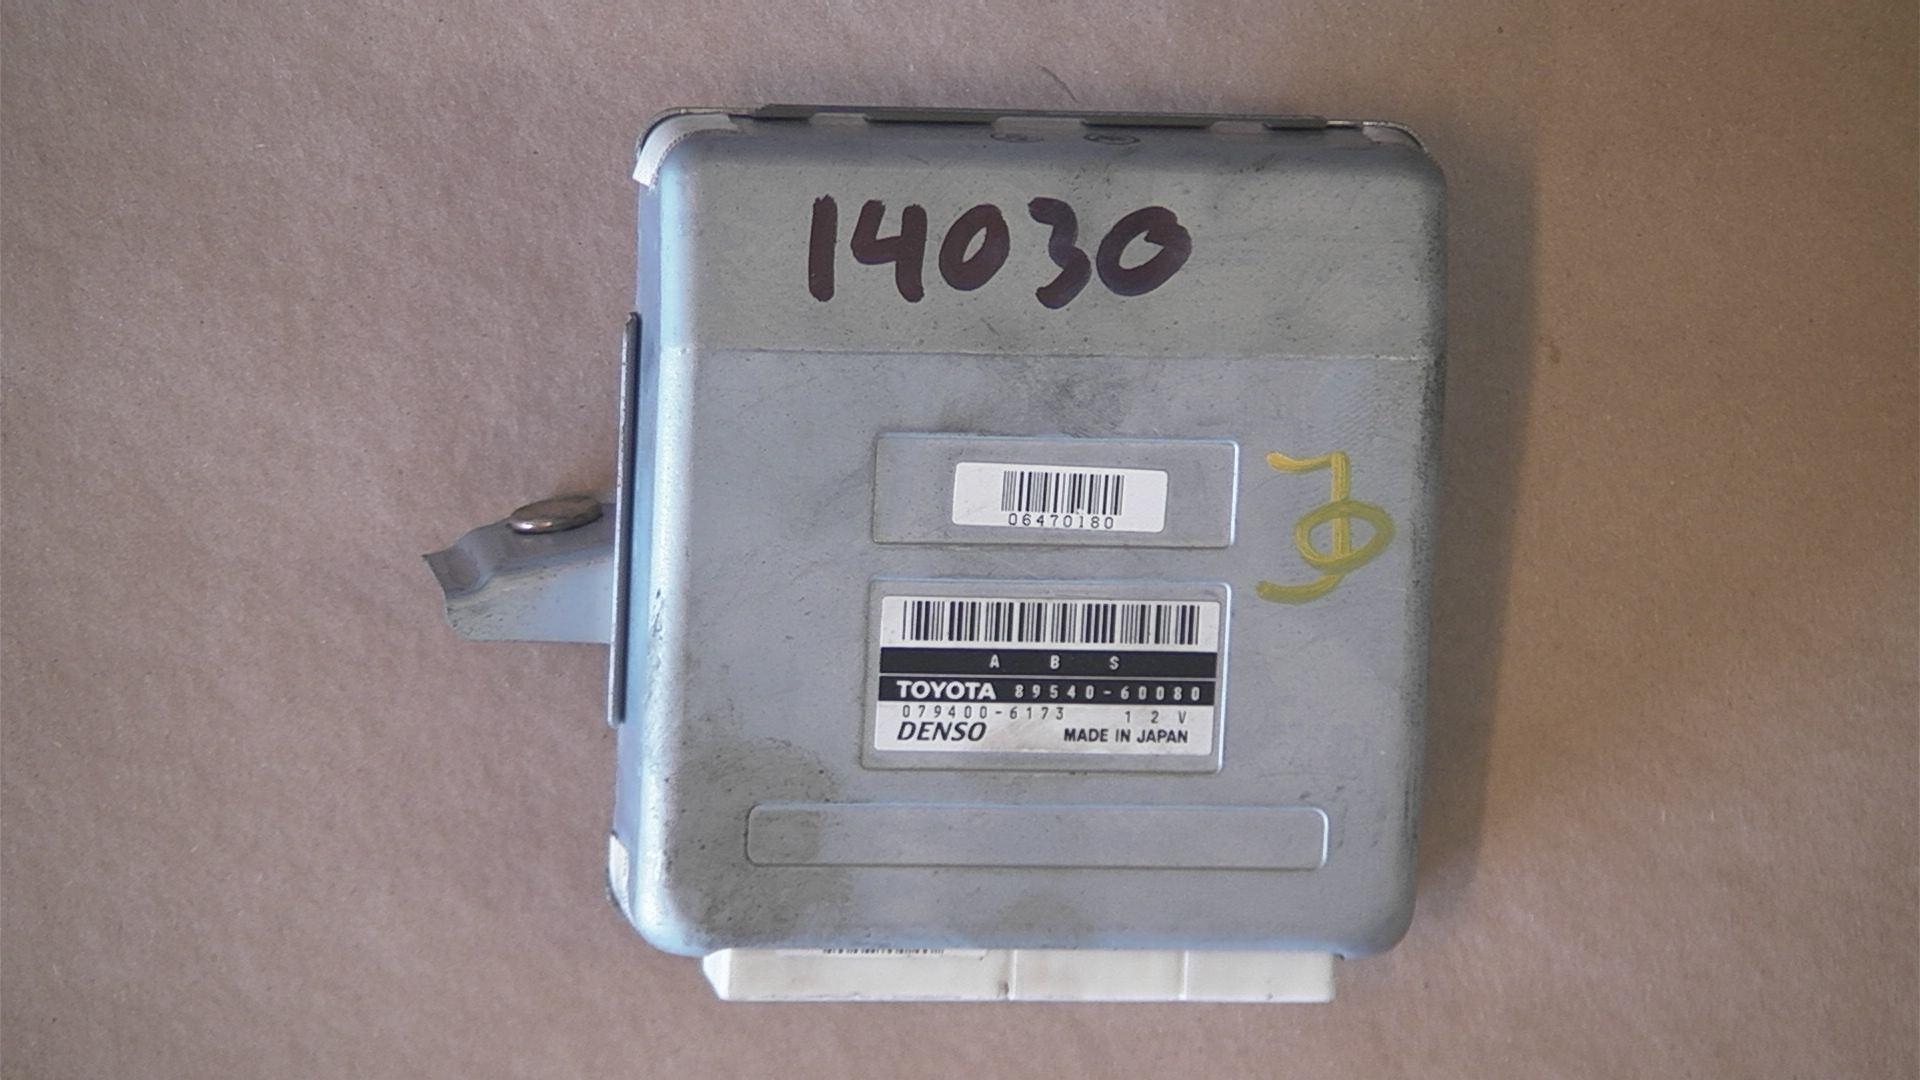 14030
06470180
A B S
TOYOTA 89540-60080
079400-6173 12V
DENSO MADE IN JAPAN